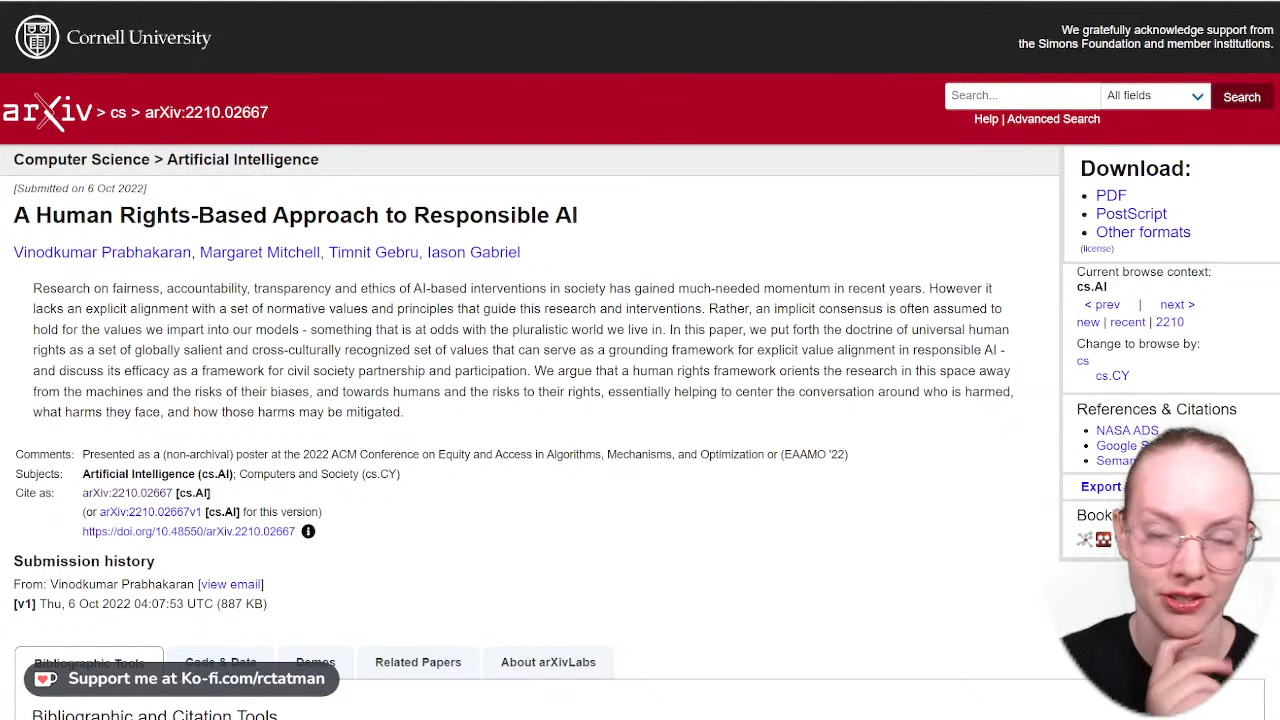 Cornell University
We gratefully acknowledge support from
the Simons Foundation and member institutions.
arXiv > cs > arXiv:2210.02667
Search...
All fields
Search
Help | Advanced Search
Computer Science > Artificial Intelligence
[Submitted on 6 Oct 2022]
A Human Rights-Based Approach to Responsible AI
Vinodkumar Prabhakaran, Margaret Mitchell, Timnit Gebru, Iason Gabriel
Research on fairness, accountability, transparency and ethics of AI-based interventions in society has gained much-needed momentum in recent years. However it
lacks an explicit alignment with a set of normative values and principles that guide this research and interventions. Rather, an implicit consensus is often assumed to
hold for the values we impart into our models - something that is at odds with the pluralistic world we live in. In this paper, we put forth the doctrine of universal human
rights as a set of globally salient and cross-culturally recognized set of values that can serve as a grounding framework for explicit value alignment in responsible AI -
and discuss its efficacy as a framework for civil society partnership and participation. We argue that a human rights framework orients the research in this space away
from the machines and the risks of their biases, and towards humans and the risks to their rights, essentially helping to center the conversation around who is harmed,
what harms they face, and how those harms may be mitigated.
Comments: Presented as a (non-archival) poster at the 2022 ACM Conference on Equity and Access in Algorithms, Mechanisms, and Optimization or (EAAMO '22)
Subjects: Artificial Intelligence (cs.AI); Computers and Society (cs.CY)
Cite as: arXiv:2210.02667 [cs.AI]
(or arXiv:2210.02667v1 [cs.AI] for this version)
https://doi.org/10.48550/arXiv.2210.02667
Submission history
From: Vinodkumar Prabhakaran [view email]
[v1] Thu, 6 Oct 2022 04:07:53 UTC (887 KB)
Bibliographic Tools
Code & Data
Demos
Related Papers
About arXivLabs
Support me at Ko-fi.com/rctatman
Bibliographic and Citation Tools
Download:
PDF
PostScript
Other formats
(license)
Current browse context:
cs.AI
< prev | next >
new | recent | 2210
Change to browse by:
cs
cs.CY
References & Citations
NASA ADS
Google
Export